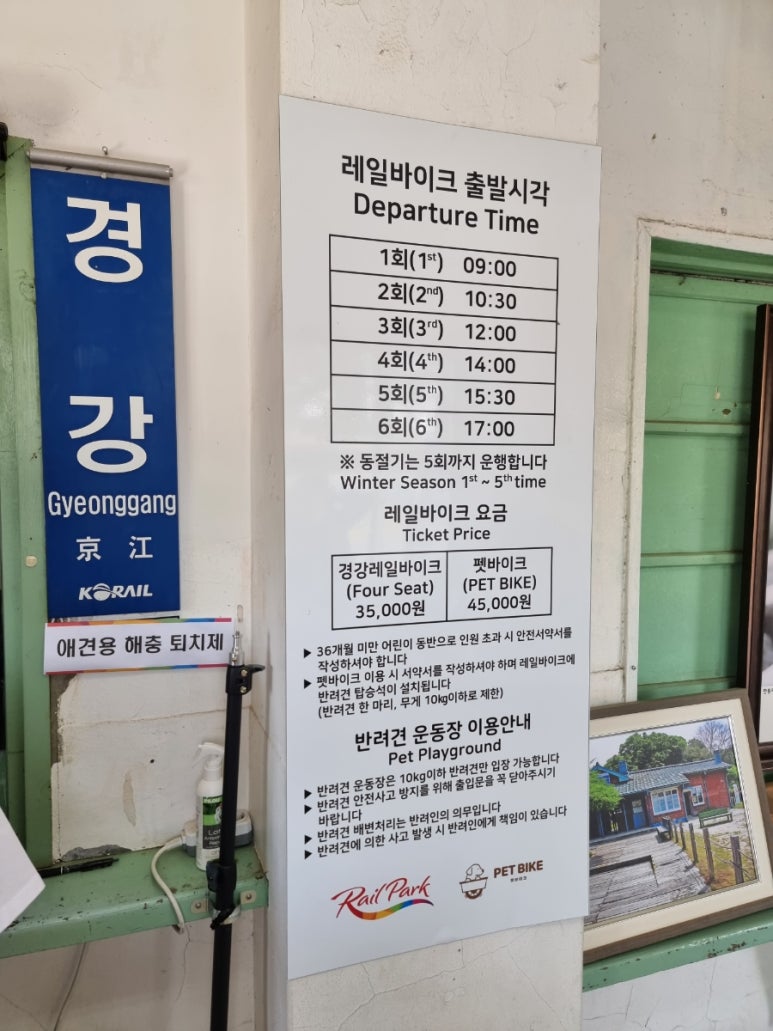 경
강
Gyeonggang
京 江
KORAIL
애견용 해충 퇴치제
레일바이크 출발시각
Departure Time
1회(1st) 09:00
2회(2nd) 10:30
3회(3rd) 12:00
4회(4th) 14:00
5회(5th) 15:30
6회(6th) 17:00
※ 동절기는 5회까지 운행합니다
Winter Season 1st ~ 5th time
레일바이크 요금
Ticket Price
경강레일바이크
(Four Seat)
35,000원
펫바이크
(PET BIKE)
45,000원
▶ 36개월 미만 어린이 동반으로 인원 초과 시 안전서약서를
작성하셔야 합니다
▶ 펫바이크 이용 시 서약서를 작성하셔야 하며 레일바이크에
반려견 탑승석이 설치됩니다
(반려견 한 마리, 무게 10kg이하로 제한)
반려견 운동장 이용안내
Pet Playground
▶ 반려견 운동장은 10kg이하 반려견만 입장 가능합니다
▶ 반려견 안전사고 방지를 위해 출입문을 꼭 닫아주시기
바랍니다
▶ 반려견 배변처리는 반려인의 의무입니다
▶ 반려견에 의한 사고 발생 시 반려인에게 책임이 있습니다
Rail Park
PET BIKE